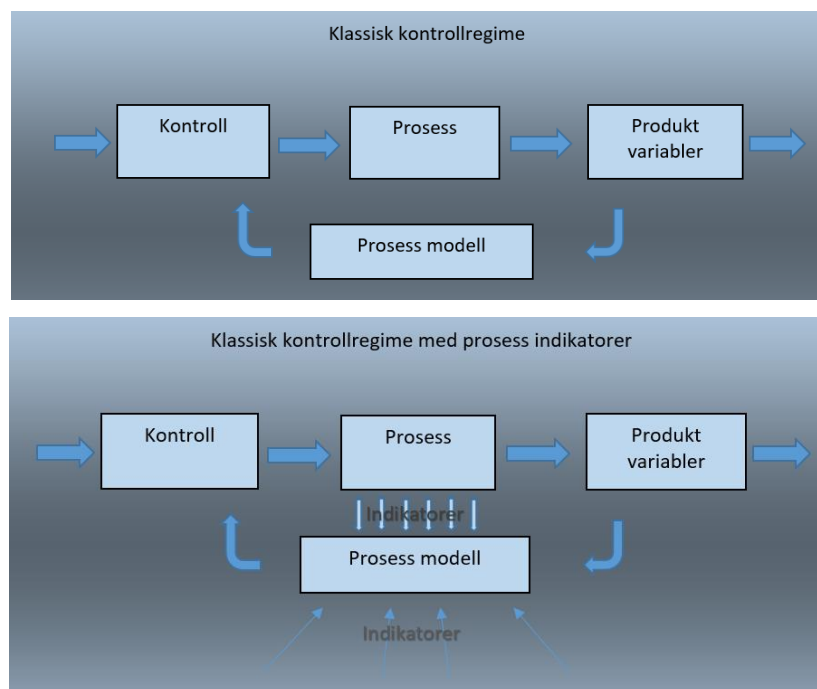 Klassisk kontrollregime
Kontroll
Prosess
Produkt
variabler
Prosess modell
Klassisk kontrollregime med prosess indikatorer
Kontroll
Prosess
Produkt
variabler
Indikatorer
Prosess modell
Indikatorer